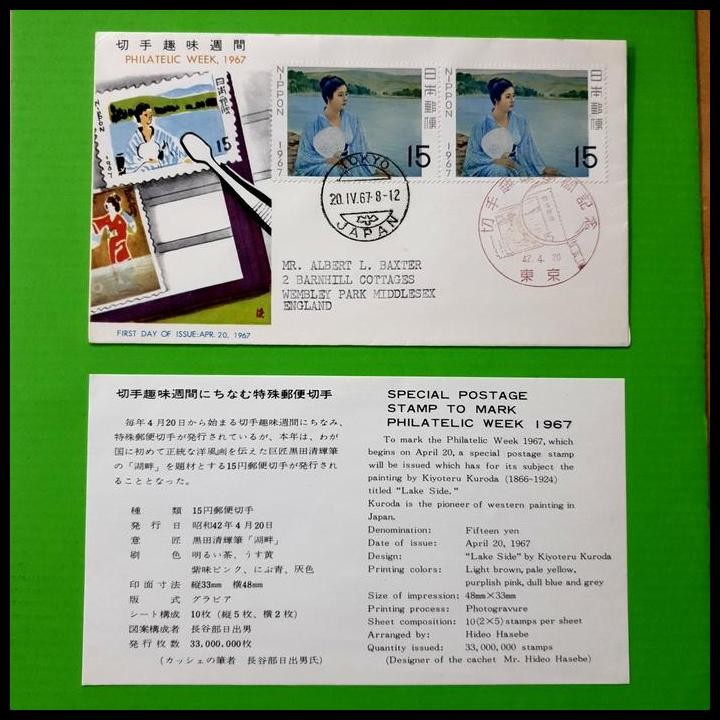 切手趣味週間
PHILATELIC WEEK, 1967
NIPPON 1967
日本郵便
15
NIPPON 1967
日本郵便
15
NIPPON
日本郵便
1967
15
TOKYO
20.IV.67.8-12
JAPAN
切手趣味週間記念
42.4.20
東京
MR. ALBERT L. BAXTER
2 BARNHILL COTTAGES
WEMBLEY PARK MIDDLESEX
ENGLAND
FIRST DAY OF ISSUE: APR. 20, 1967
切手趣味週間にちなむ特殊郵便切手
毎年4月20日から始まる切手趣味週間にちなみ、
特殊郵便切手が発行されているが、本年は、わが
国に初めて正統な洋風画を伝えた巨匠黒田清輝筆
の「湖畔」を題材とする15円郵便切手が発行され
ることとなった。
種類 15円郵便切手
発行日 昭和42年4月20日
意匠 黒田清輝筆「湖畔」
刷色 明るい茶、うす黄
紫味ピンク、にぶ青、灰色
印面寸法 縦33mm 横48mm
版式 グラビア
シート構成 10枚(縦5枚、横2枚)
図案構成者 長谷部日出男
発行枚数 33,000,000枚
(カッシェの筆者 長谷部日出男氏)
SPECIAL POSTAGE
STAMP TO MARK
PHILATELIC WEEK 1967
To mark the Philatelic Week 1967, which
begins on April 20, a special postage stamp
will be issued which has for its subject the
painting by Kiyoteru Kuroda (1866-1924)
titled "Lake Side."
Kuroda is the pioneer of western painting in
Japan.
Denomination: Fifteen yen
Date of issue: April 20, 1967
Design: "Lake Side" by Kiyoteru Kuroda
Printing colors: Light brown, pale yellow,
purplish pink, dull blue and grey
Size of impression: 48mm×33mm
Printing process: Photogravure
Sheet composition: 10(2×5) stamps per sheet
Arranged by: Hideo Hasebe
Quantity issued: 33,000,000 stamps
(Designer of the cachet Mr. Hideo Hasebe)